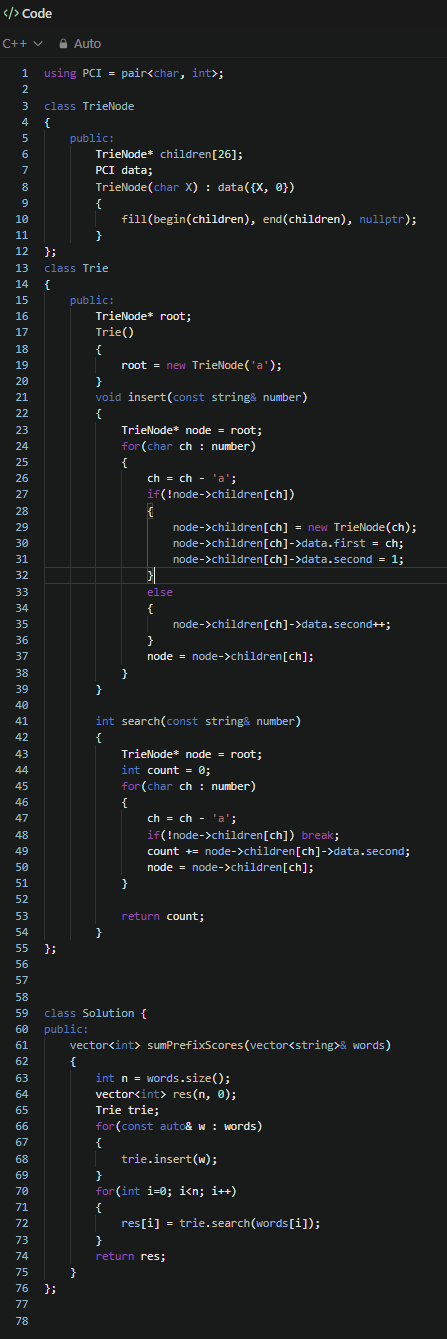 </> Code
C++ Auto
1 using PCI = pair<char, int>;
2
3 class TrieNode
4 {
5     public:
6         TrieNode* children[26];
7         PCI data;
8         TrieNode(char X) : data({X, 0})
9         {
10             fill(begin(children), end(children), nullptr);
11         }
12 };
13 class Trie
14 {
15     public:
16         TrieNode* root;
17         Trie()
18         {
19             root = new TrieNode('a');
20         }
21         void insert(const string& number)
22         {
23             TrieNode* node = root;
24             for(char ch : number)
25             {
26                 ch = ch - 'a';
27                 if(!node->children[ch])
28                 {
29                     node->children[ch] = new TrieNode(ch);
30                     node->children[ch]->data.first = ch;
31                     node->children[ch]->data.second = 1;
32                 }
33                 else
34                 {
35                     node->children[ch]->data.second++;
36                 }
37                 node = node->children[ch];
38             }
39         }
40
41         int search(const string& number)
42         {
43             TrieNode* node = root;
44             int count = 0;
45             for(char ch : number)
46             {
47                 ch = ch - 'a';
48                 if(!node->children[ch]) break;
49                 count += node->children[ch]->data.second;
50                 node = node->children[ch];
51             }
52
53             return count;
54         }
55 };
56
57
58
59 class Solution {
60 public:
61     vector<int> sumPrefixScores(vector<string>& words)
62     {
63         int n = words.size();
64         vector<int> res(n, 0);
65         Trie trie;
66         for(const auto& w : words)
67         {
68             trie.insert(w);
69         }
70         for(int i=0; i<n; i++)
71         {
72             res[i] = trie.search(words[i]);
73         }
74         return res;
75     }
76 };
77
78